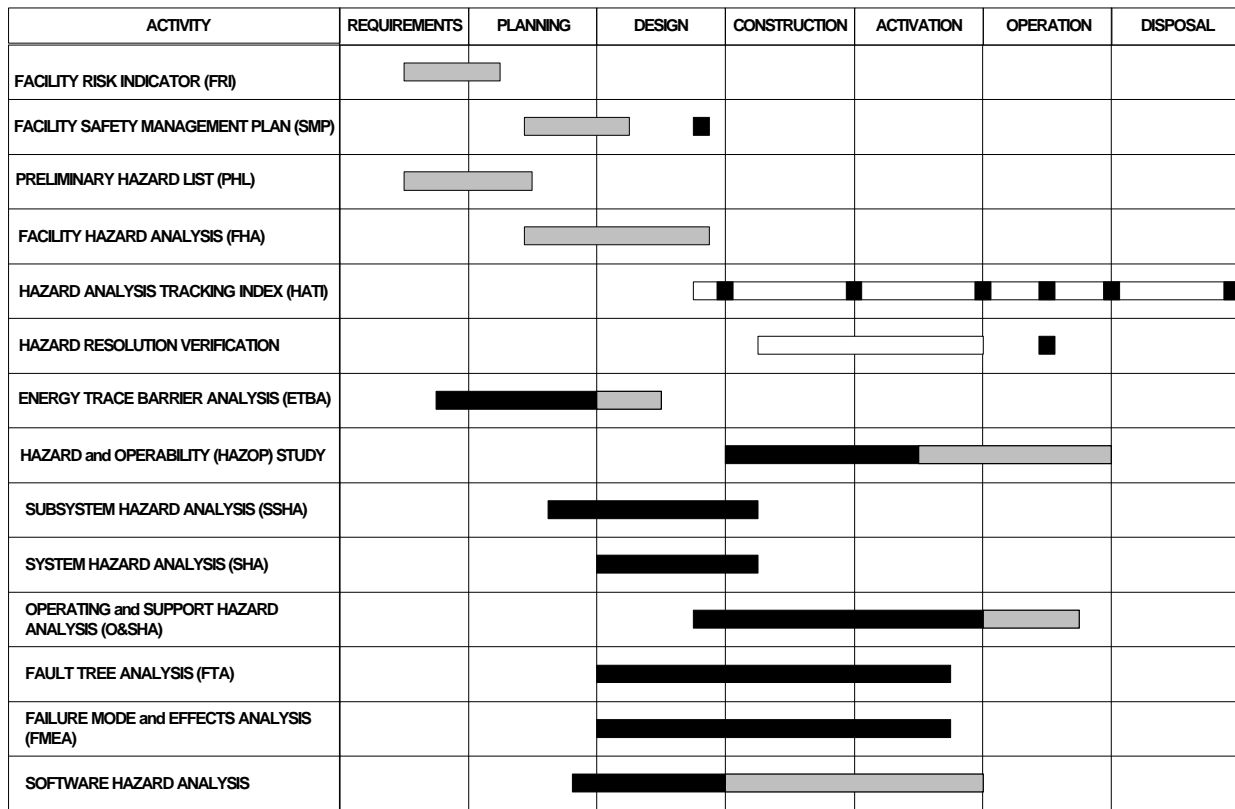 ACTIVITY REQUIREMENTS PLANNING DESIGN CONSTRUCTION ACTIVATION OPERATION DISPOSAL
FACILITY RISK INDICATOR (FRI)
FACILITY SAFETY MANAGEMENT PLAN (SMP)
PRELIMINARY HAZARD LIST (PHL)
FACILITY HAZARD ANALYSIS (FHA)
HAZARD ANALYSIS TRACKING INDEX (HATI)
HAZARD RESOLUTION VERIFICATION
ENERGY TRACE BARRIER ANALYSIS (ETBA)
HAZARD and OPERABILITY (HAZOP) STUDY
SUBSYSTEM HAZARD ANALYSIS (SSHA)
SYSTEM HAZARD ANALYSIS (SHA)
OPERATING and SUPPORT HAZARD
ANALYSIS (O&SHA)
FAULT TREE ANALYSIS (FTA)
FAILURE MODE and EFFECTS ANALYSIS
(FMEA)
SOFTWARE HAZARD ANALYSIS